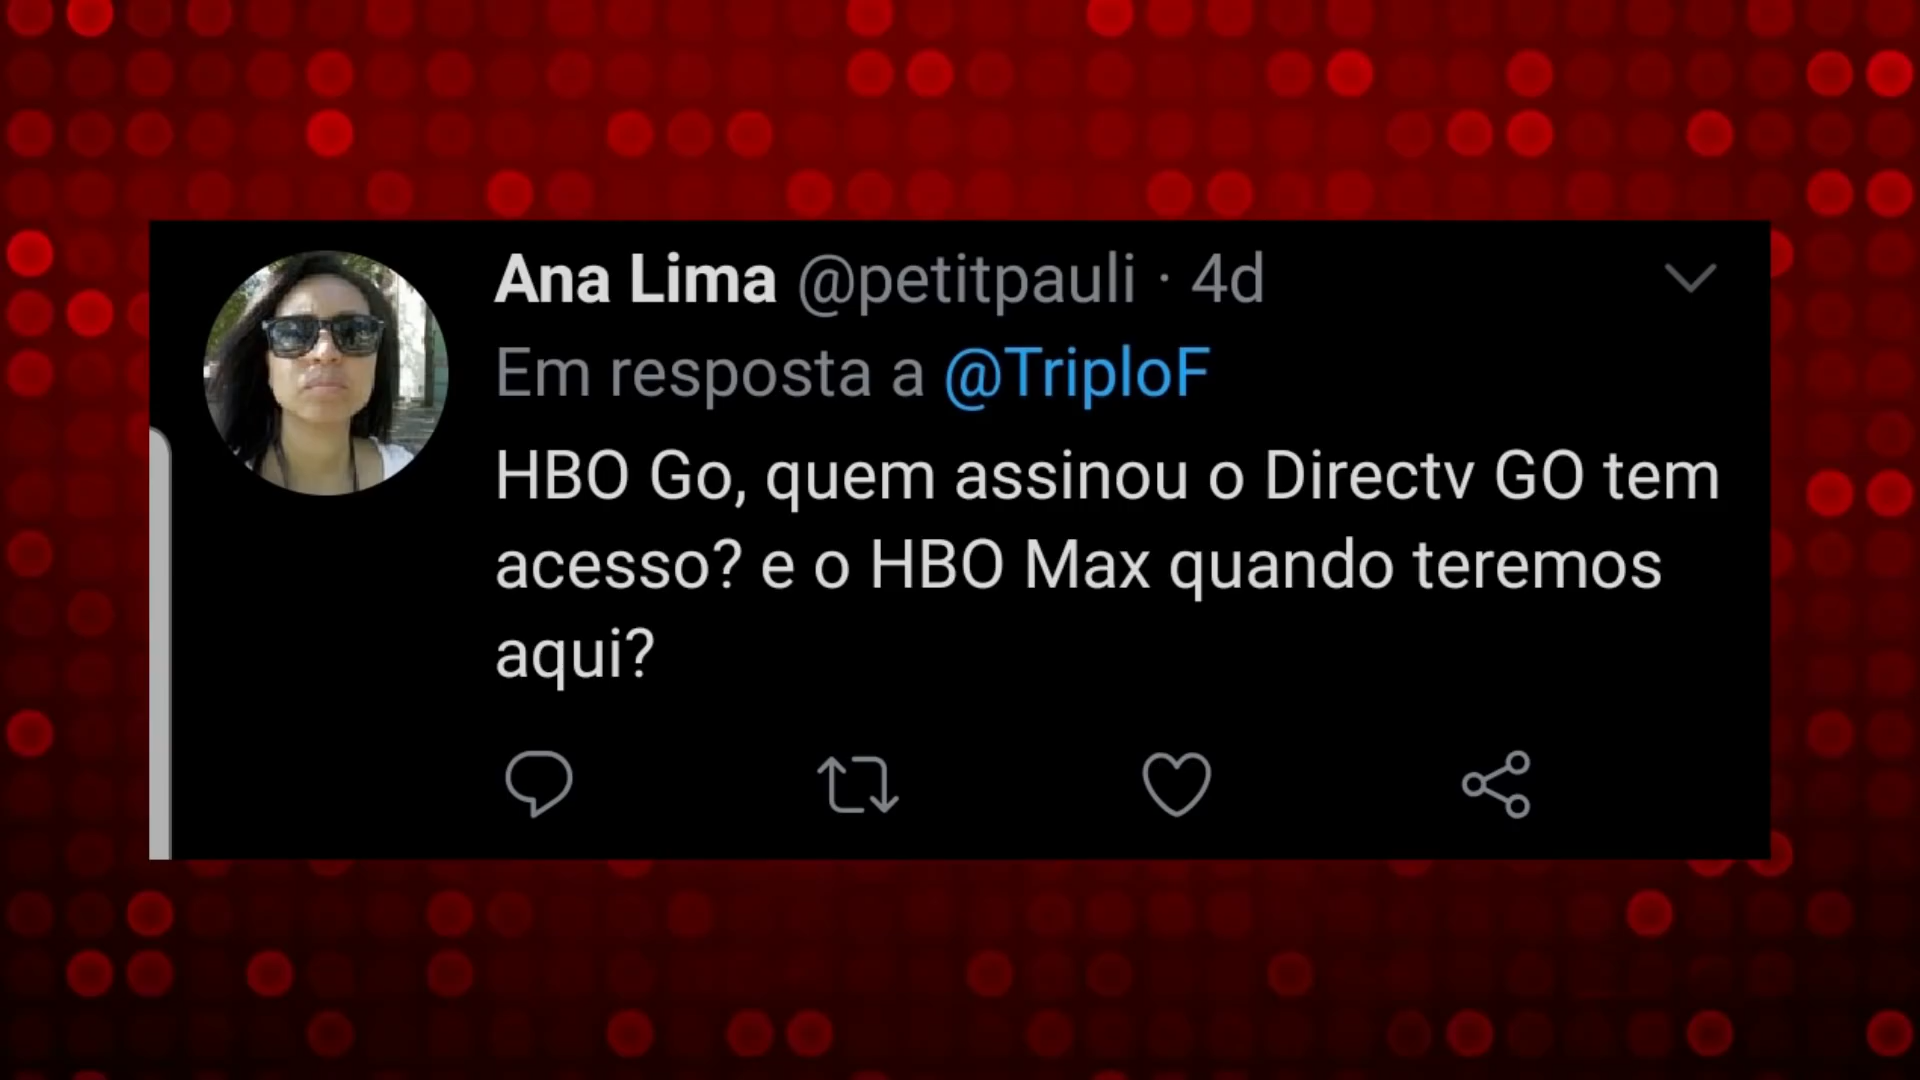 Ana Lima @petitpauli · 4d
Em resposta a @TriploF
HBO Go, quem assinou o Directv GO tem
acesso? e o HBO Max quando teremos
aqui?